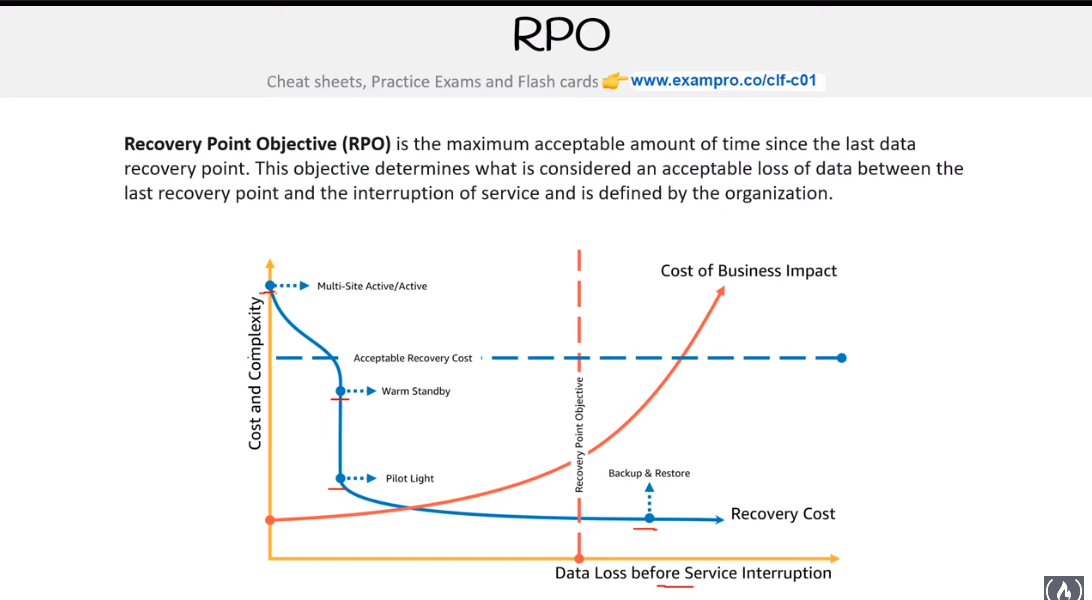 RPO
Cheat sheets, Practice Exams and Flash cards 👉 www.exampro.co/clf-c01
Recovery Point Objective (RPO) is the maximum acceptable amount of time since the last data
recovery point. This objective determines what is considered an acceptable loss of data between the
last recovery point and the interruption of service and is defined by the organization.
Cost of Business Impact
Multi-Site Active/Active
Cost and Complexity
Acceptable Recovery Cost
Warm Standby
Recovery Point Objective
Backup & Restore
Pilot Light
Recovery Cost
Data Loss before Service Interruption